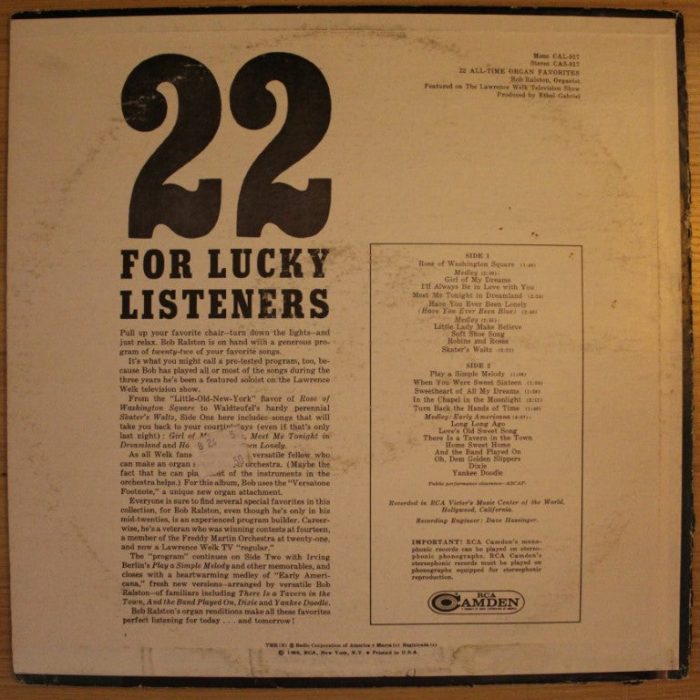 22
FOR LUCKY
LISTENERS
Pull up your favorite chair—turn down the lights—and
just relax. Bob Ralston is on hand with a generous pro-
gram of twenty-two of your favorite songs.
It's what you might call a pre-tested program, too, be-
cause Bob has played all or most of the songs during the
three years he's been a featured soloist on the Lawrence
Welk television show.
From the "Little-Old-New-York" flavor of Rose of
Washington Square to Waldteufel's hardy perennial
Skater's Waltz, Side One here includes songs that will
take you back to your days (even if that's only
last night): Girl of Meet Me Tonight in
Dreamland and
As all Welk fans versatile fellow who
can make an organ orchestra. (Maybe the
fact that he can of the instruments in the
orchestra helps.) For this album, Bob uses the "Versatone
Footnote," a unique new organ attachment.
Everyone is sure to find several special favorites in this
collection, for Bob Ralston, even though he's only in his
mid-twenties, is an experienced program builder. Career-
wise, he's a veteran who was winning contests at fourteen,
a member of the Freddy Martin Orchestra at twenty-one,
and now a Lawrence Welk TV "regular."
The "program" continues on Side Two with Irving
Berlin's Play a Simple Melody and other memorables, and
closes with a heartwarming medley of "Early Ameri-
cana," fresh new versions—arranged by versatile Bob
Ralston—of familiars including There Is a Tavern in the
Town, And the Band Played On, Dixie and Yankee Doodle.
Bob Ralston's organ renditions make all these favorites
perfect listening for today . . . and tomorrow!
Mono CAL-917
Stereo CAS-917
22 ALL-TIME ORGAN FAVORITES
Bob Ralston, Organist
Featured on The Lawrence Welk Television Show
Produced by Ethel Gabriel
SIDE 1
Rose of Washington Square
Medley
Girl of My Dreams
I'll Always Be in Love with You
Meet Me Tonight in Dreamland
Have You Ever Been Lonely
(Have You Ever Been Blue)
Medley
Little Lady Make Believe
Soft Shoe Song
Robins and Roses
Skater's Waltz
SIDE 2
Play a Simple Melody
When You Were Sweet Sixteen
Sweetheart of All My Dreams
In the Chapel in the Moonlight
Turn Back the Hands of Time
Medley: Early Americana
Long Long Ago
Love's Old Sweet Song
There Is a Tavern in the Town
Home Sweet Home
And the Band Played On
Oh, Dem Golden Slippers
Dixie
Yankee Doodle
Public performance clearance—ASCAP.
Recorded in RCA Victor's Music Center of the World,
Hollywood, California.
Recording Engineer: Dave Hassinger.
IMPORTANT! RCA Camden's mono-
phonic records can be played on stereo-
phonic phonographs. RCA Camden's
stereophonic records must be played on
phonographs equipped for stereophonic
reproduction.
RCA
CAMDEN
Radio Corporation of America
RCA, New York, N.Y. • Printed in U.S.A.